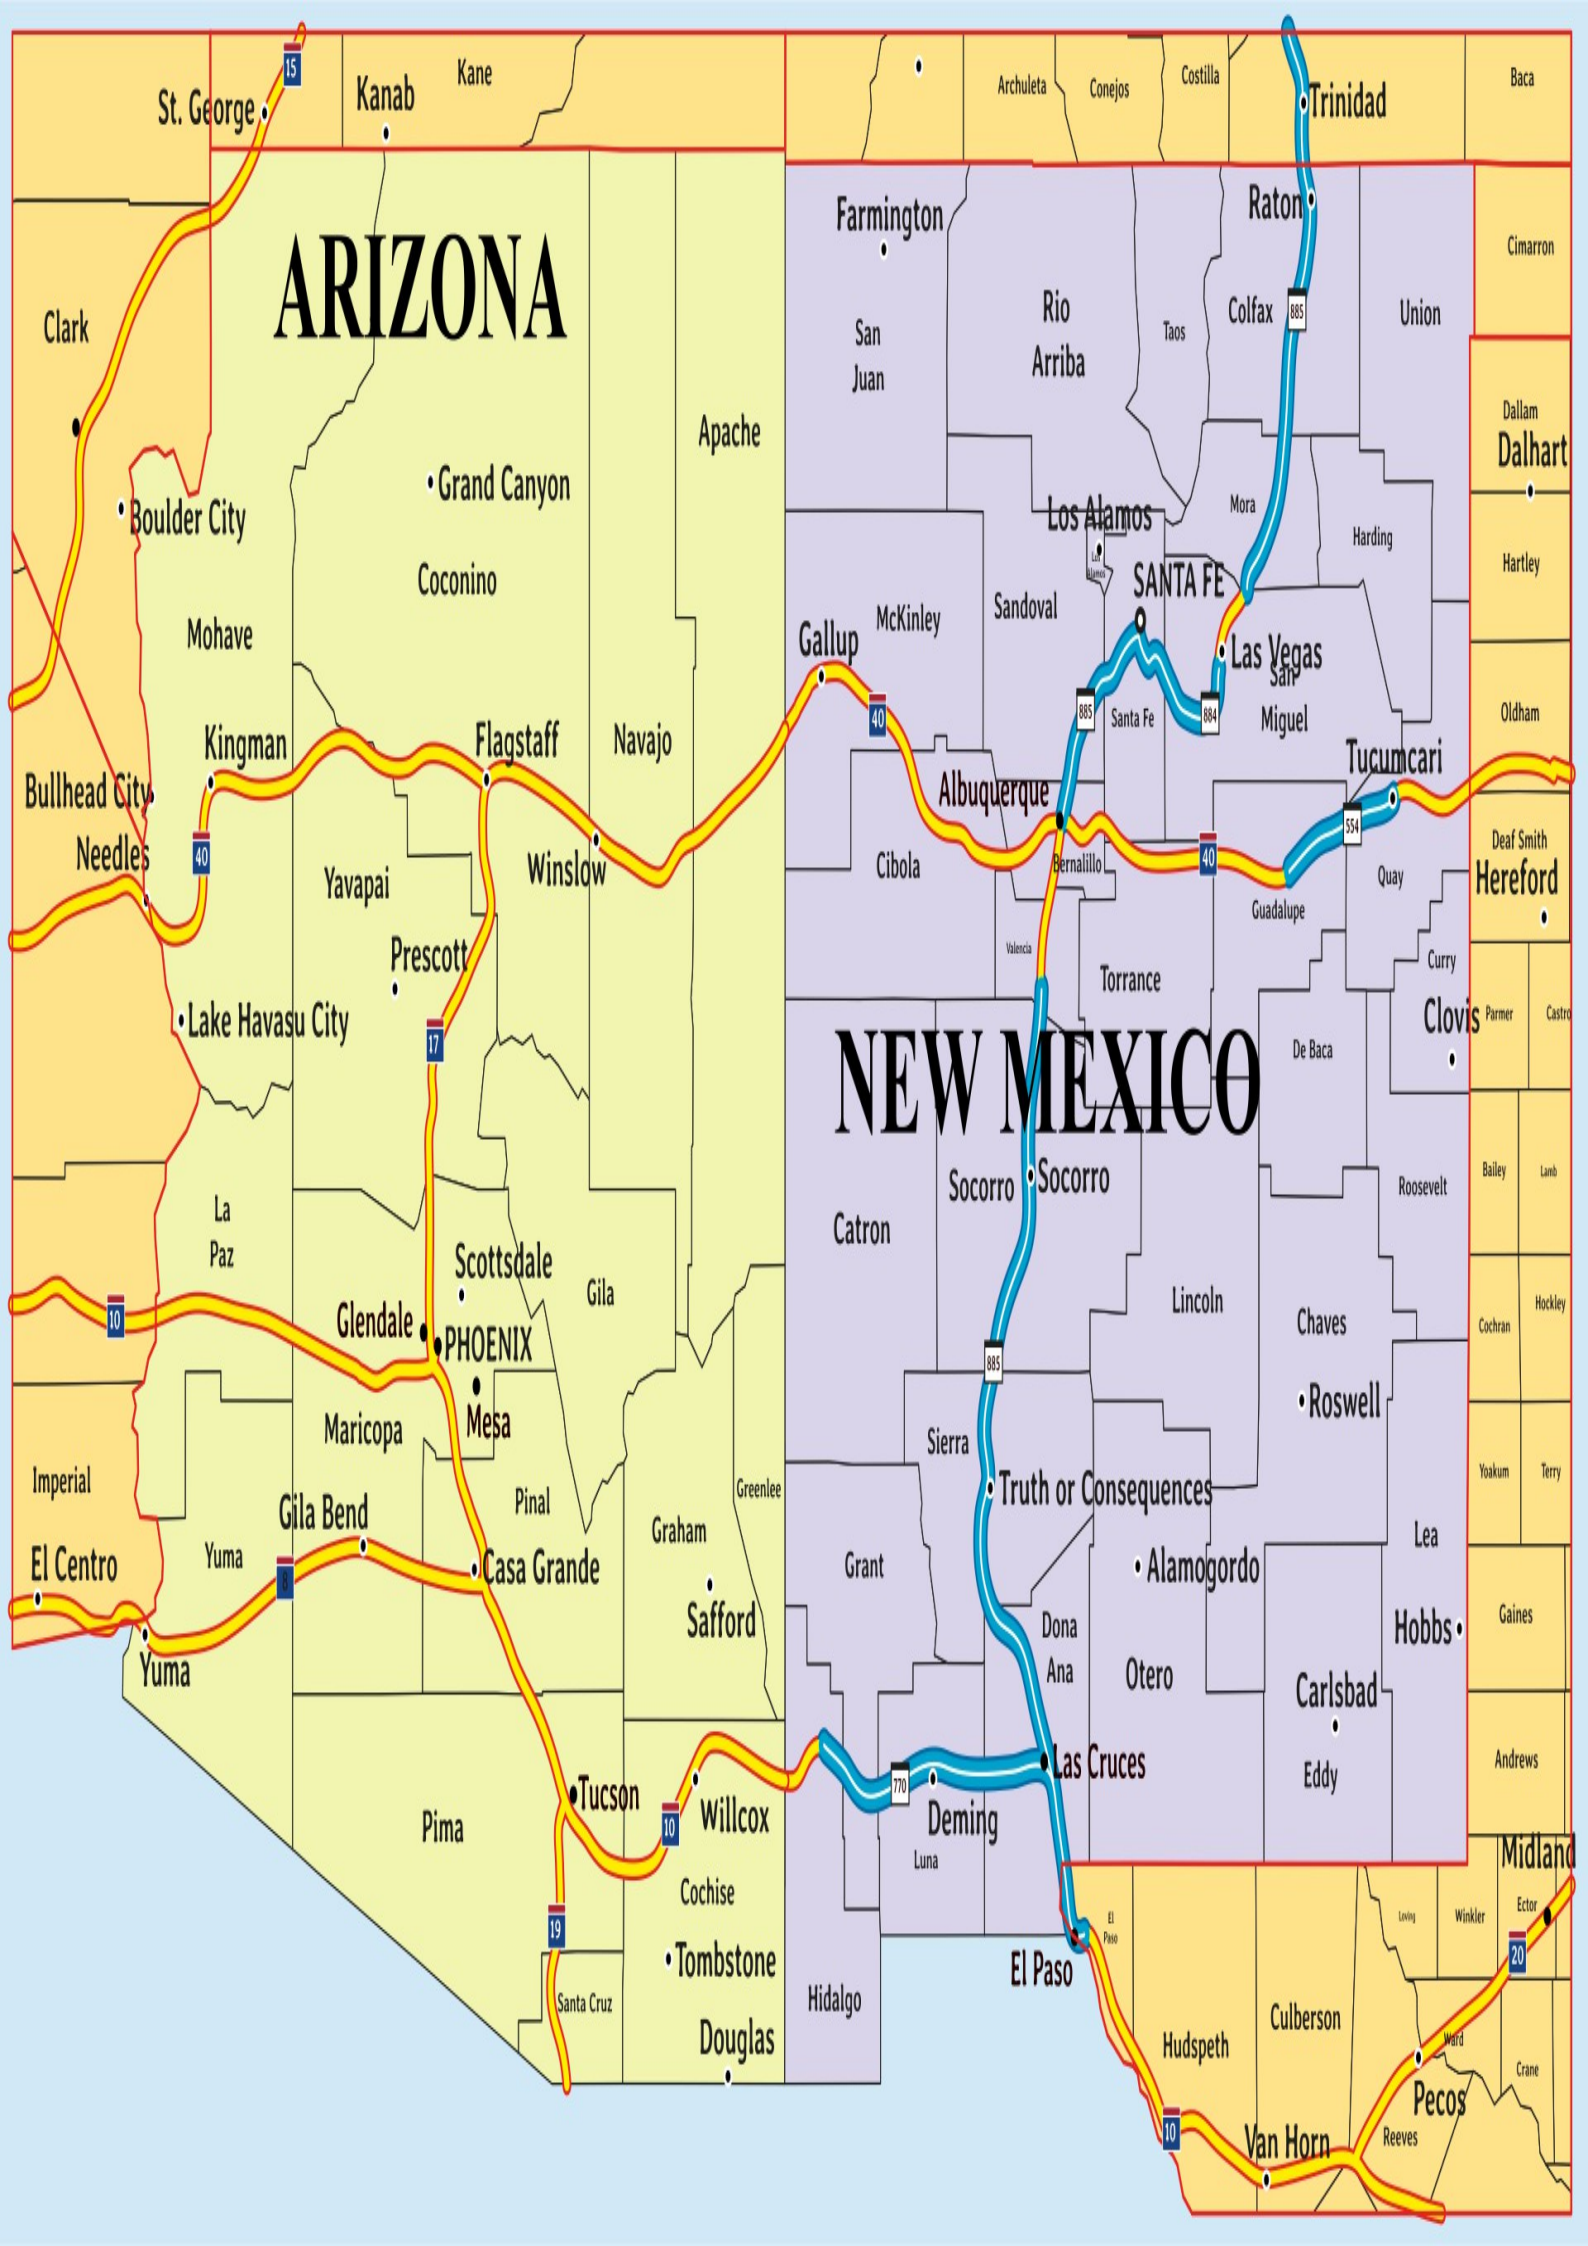 15
St. George
Kanab
Kane
Archuleta
Conejos
Costilla
Trinidad
Baca
Farmington
Raton
ARIZONA
Cimarron
Clark
San
Juan
Rio
Arriba
Taos
Colfax
885
Union
Apache
Dallam
Dalhart
Grand Canyon
Boulder City
Los Alamos
Mora
Harding
Los
Alamos
Hartley
Coconino
SANTA FE
Mohave
McKinley
Sandoval
Gallup
Las Vegas
San
Miguel
Kingman
Flagstaff
Navajo
40
885
Santa Fe
884
Oldham
Tucumcari
Bullhead City
Albuquerque
554
Needles
40
Yavapai
Winslow
Cibola
Bernalillo
40
Quay
Deaf Smith
Hereford
Guadalupe
Prescott
Valencia
Torrance
Curry
Lake Havasu City
17
NEW MEXICO
De Baca
Clovis
Parmer
Castro
La
Paz
Socorro
Socorro
Roosevelt
Bailey
Lamb
Catron
Scottsdale
Gila
Lincoln
Chaves
Cochran
Hockley
10
Glendale
PHOENIX
885
Mesa
Maricopa
Roswell
Sierra
Imperial
Pinal
Greenlee
Truth or Consequences
Yoakum
Terry
Gila Bend
Graham
Lea
El Centro
Yuma
8
Casa Grande
Grant
Alamogordo
Safford
Dona
Ana
Hobbs
Gaines
Yuma
Otero
Carlsbad
Eddy
Andrews
Tucson
10
Willcox
770
Deming
Las Cruces
Pima
Luna
Midland
Cochise
19
El
Paso
Loving
Winkler
Ector
20
Tombstone
El Paso
Santa Cruz
Hidalgo
Culberson
Douglas
Hudspeth
Ward
Crane
10
Van Horn
Pecos
Reeves